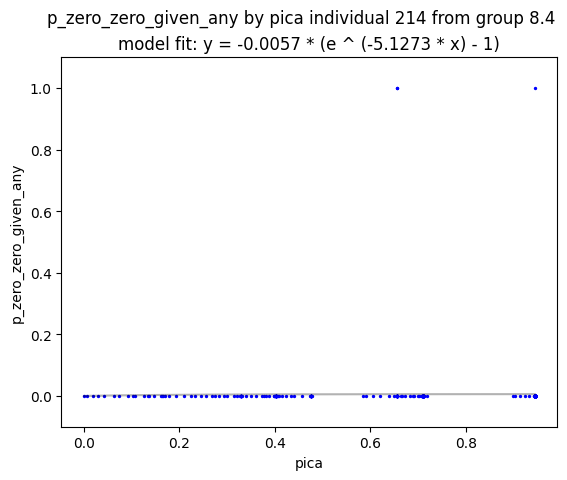 p_zero_zero_given_any by pica individual 214 from group 8.4
model fit: y = -0.0057 * (e ^ (-5.1273 * x) - 1)
1.0
0.8
0.6
0.4
0.2
0.0
p_zero_zero_given_any
0.0 0.2 0.4 0.6 0.8
pica